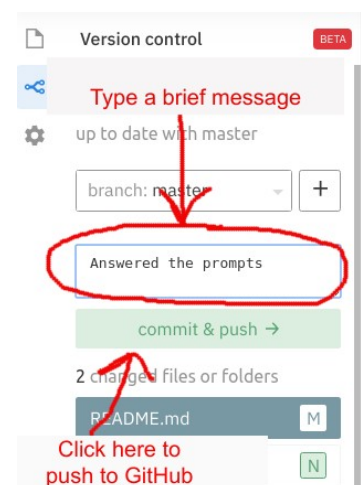 Version control
BETA
Type a brief message
up to date with master
branch: master
+
Answered the prompts
commit & push →
2 changed files or folders
README.md
M
Click here to
push to GitHub
N